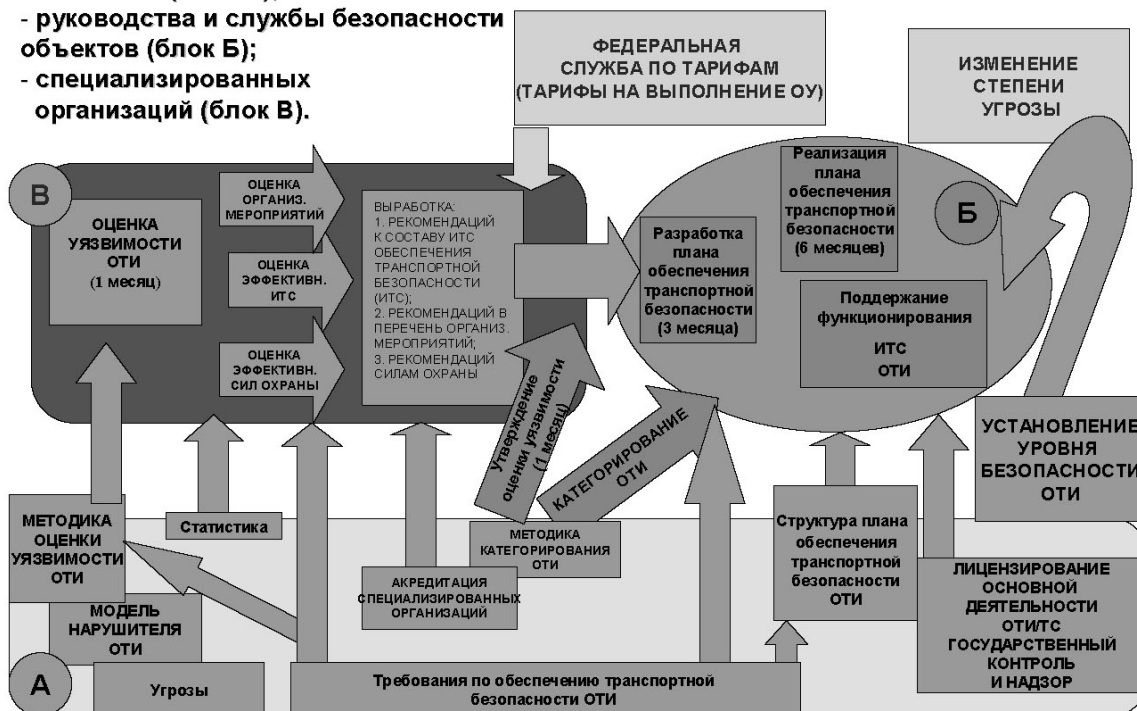 - руководства и службы безопасности
объектов (блок Б);
- специализированных
организаций (блок В).
ФЕДЕРАЛЬНАЯ
СЛУЖБА ПО ТАРИФАМ
(ТАРИФЫ НА ВЫПОЛНЕНИЕ ОУ)
ИЗМЕНЕНИЕ
СТЕПЕНИ
УГРОЗЫ
В
ОЦЕНКА
УЯЗВИМОСТИ
ОТИ
(1 месяц)
ОЦЕНКА
ОРГАНИЗ.
МЕРОПРИЯТИЙ
ОЦЕНКА
ЭФФЕКТИВН.
ИТС
ОЦЕНКА
ЭФФЕКТИВН.
СИЛ ОХРАНЫ
ВЫРАБОТКА:
1. РЕКОМЕНДАЦИЙ
К СОСТАВУ ИТС
ОБЕСПЕЧЕНИЯ
ТРАНСПОРТНОЙ
БЕЗОПАСНОСТИ
(ИТС);
2. РЕКОМЕНДАЦИЙ В
ПЕРЕЧЕНЬ ОРГАНИЗ.
МЕРОПРИЯТИЙ;
3. РЕКОМЕНДАЦИЙ
СИЛАМ ОХРАНЫ
Разработка
плана
обеспечения
транспортной
безопасности
(3 месяца)
Реализация
плана
обеспечения
транспортной
безопасности
(6 месяцев)
Б
Поддержание
функционирования
ИТС
ОТИ
Утверждение
оценки уязвимости
(1 месяц)
КАТЕГОРИРОВАНИЕ
ОТИ
УСТАНОВЛЕНИЕ
УРОВНЯ
БЕЗОПАСНОСТИ
ОТИ
МЕТОДИКА
ОЦЕНКИ
УЯЗВИМОСТИ
ОТИ
Статистика
МЕТОДИКА
КАТЕГОРИРОВАНИЯ
ОТИ
Структура плана
обеспечения
транспортной
безопасности
ОТИ
АКРЕДИТАЦИЯ
СПЕЦИАЛИЗИРОВАННЫХ
ОРГАНИЗАЦИЙ
ЛИЦЕНЗИРОВАНИЕ
ОСНОВНОЙ
ДЕЯТЕЛЬНОСТИ
ОТИ/ТС
ГОСУДАРСТВЕННЫЙ
КОНТРОЛЬ
И НАДЗОР
МОДЕЛЬ
НАРУШИТЕЛЯ
ОТИ
А
Угрозы
Требования по обеспечению транспортной
безопасности ОТИ